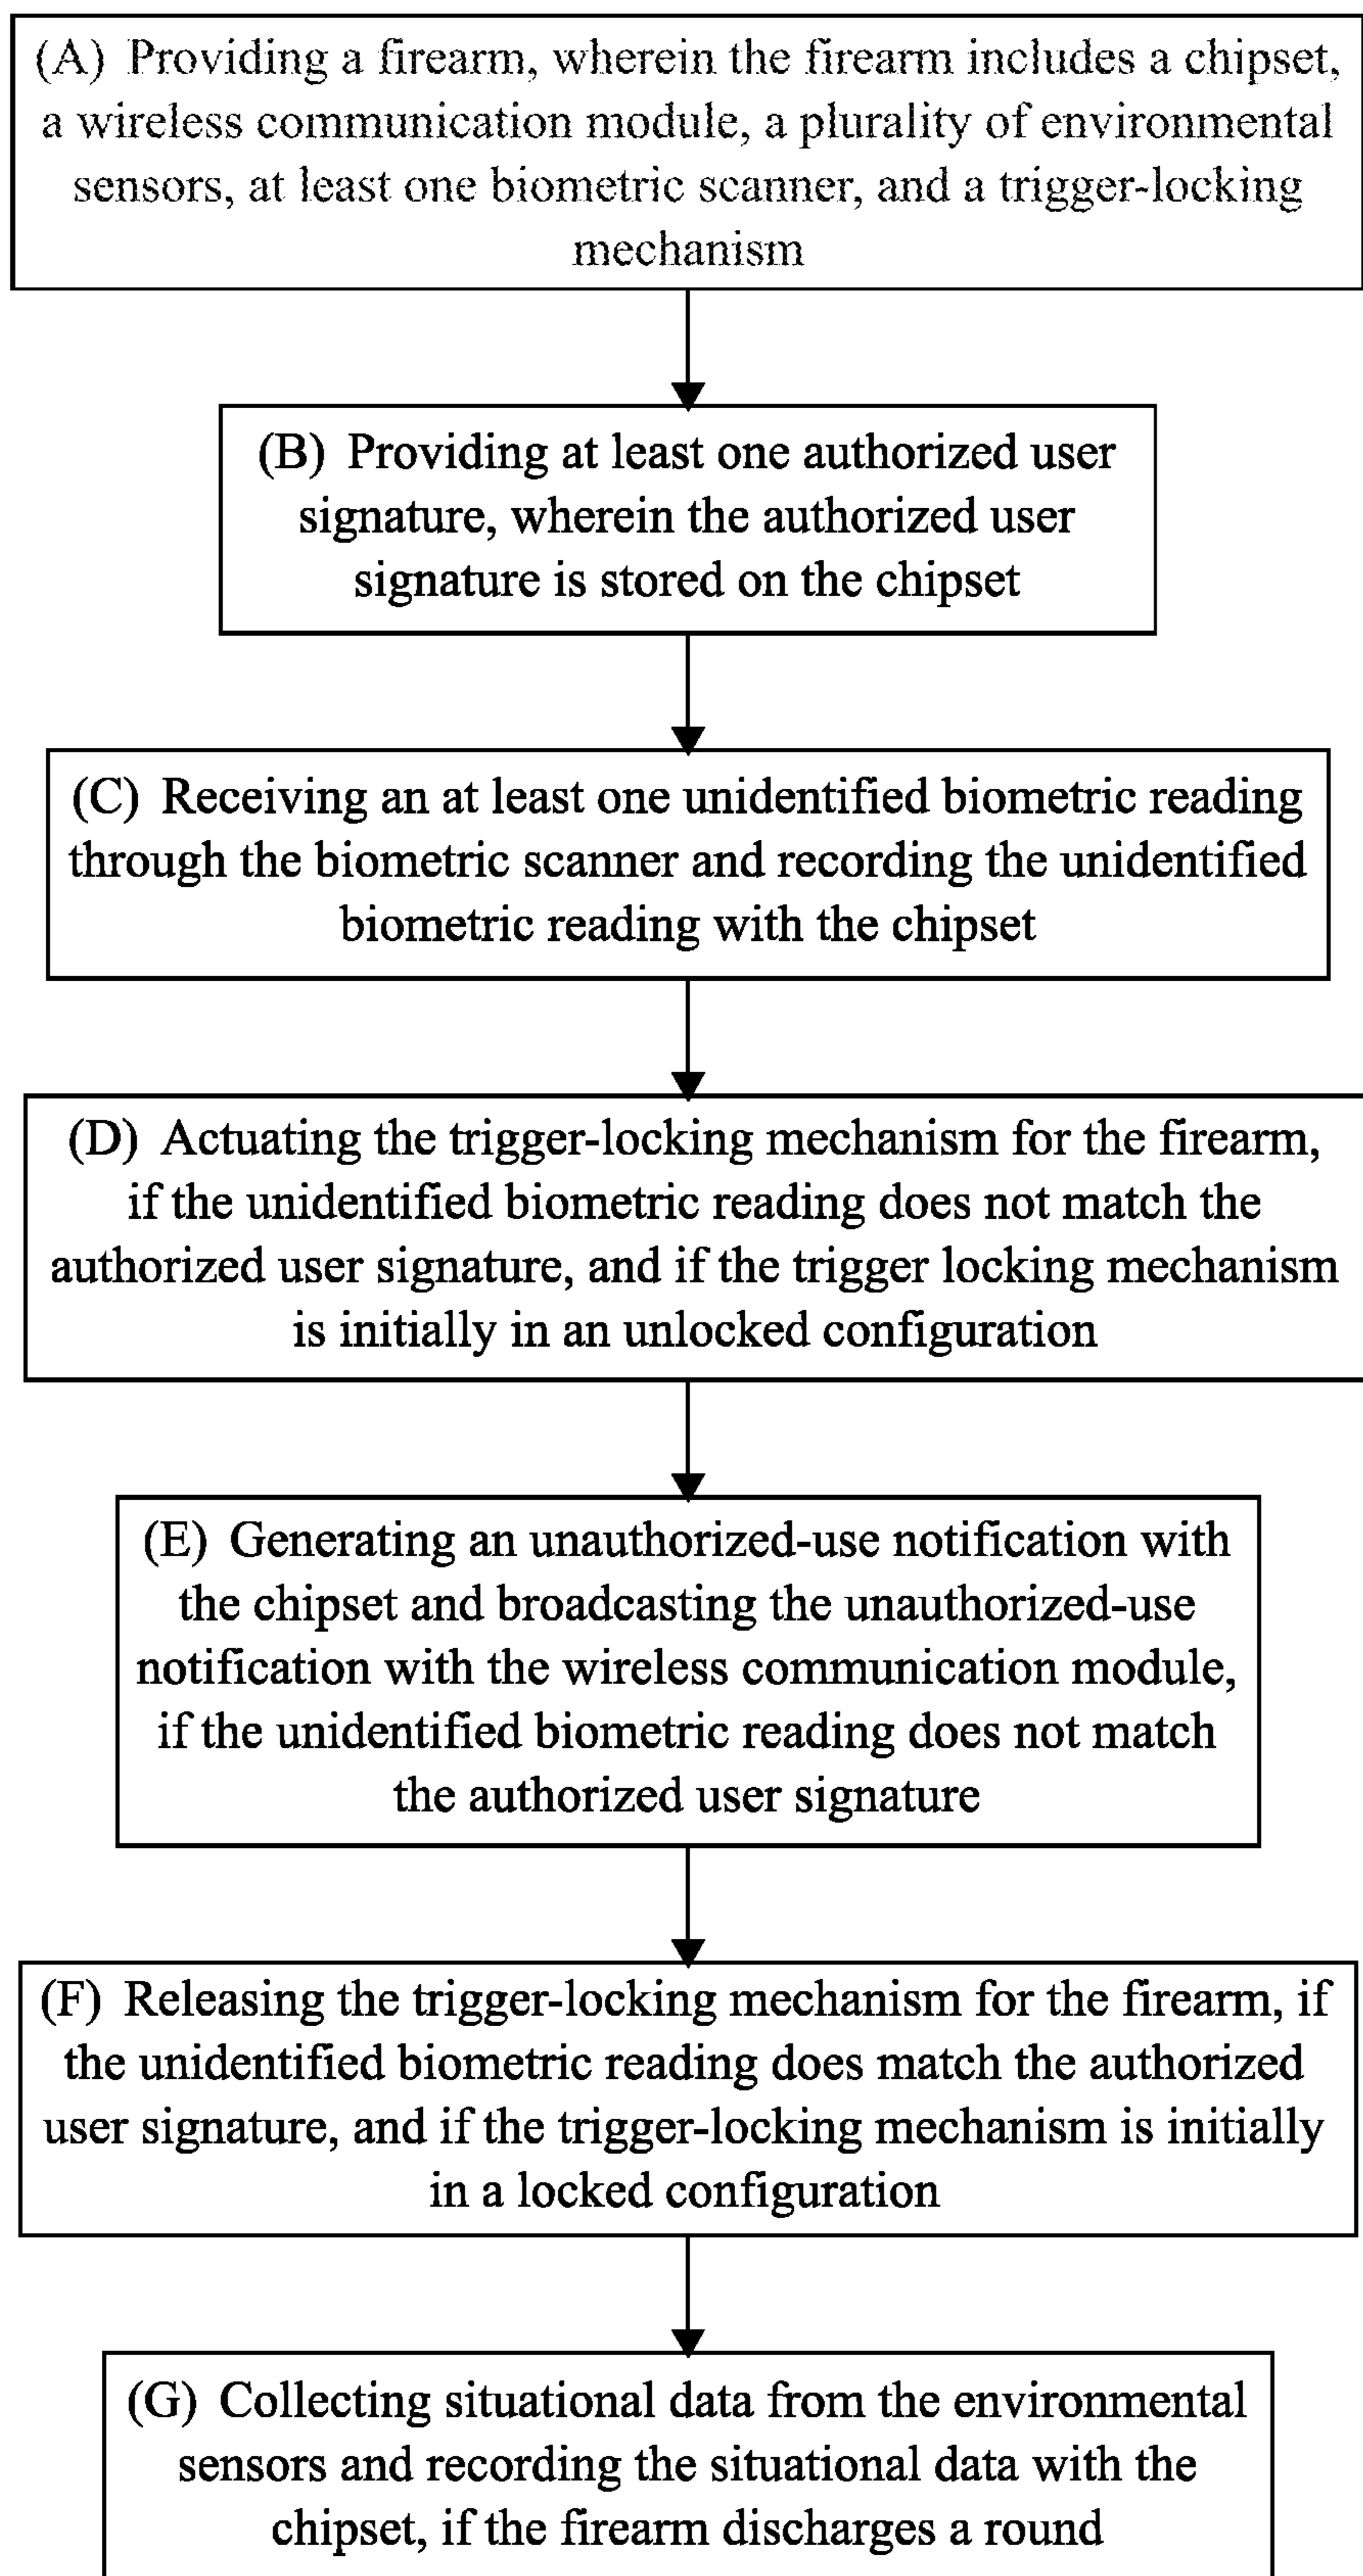 (A) Providing a firearm, wherein the firearm includes a chipset,
a wireless communication module, a plurality of environmental
sensors, at least one biometric scanner, and a trigger-locking
mechanism
(B) Providing at least one authorized user
signature, wherein the authorized user
signature is stored on the chipset
(C) Receiving an at least one unidentified biometric reading
through the biometric scanner and recording the unidentified
biometric reading with the chipset
(D) Actuating the trigger-locking mechanism for the firearm,
if the unidentified biometric reading does not match the
authorized user signature, and if the trigger locking mechanism
is initially in an unlocked configuration
(E) Generating an unauthorized-use notification with
the chipset and broadcasting the unauthorized-use
notification with the wireless communication module,
if the unidentified biometric reading does not match
the authorized user signature
(F) Releasing the trigger-locking mechanism for the firearm, if
the unidentified biometric reading does match the authorized
user signature, and if the trigger-locking mechanism is initially
in a locked configuration
(G) Collecting situational data from the environmental
sensors and recording the situational data with the
chipset, if the firearm discharges a round